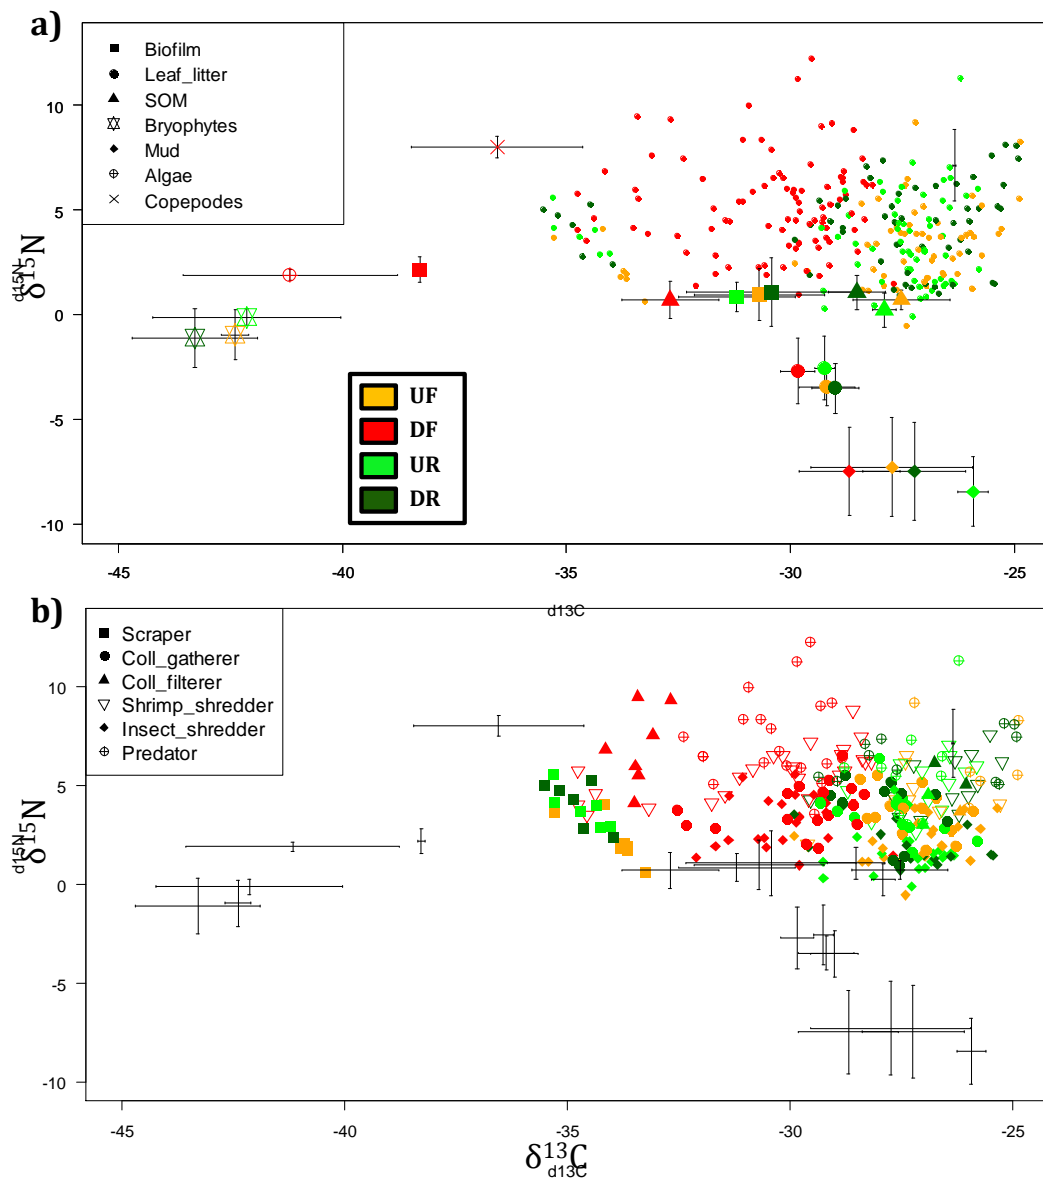 a)
Biofilm
Leaf_litter
SOM
Bryophytes
Mud
Algae
Copepodes
10
5
0
-5
-10
d15N
δ15N
UF
DF
UR
DR
-45
-40
-35
-30
-25
d13C
b)
Scraper
Coll_gatherer
Coll_filterer
Shrimp_shredder
Insect_shredder
Predator
10
5
0
-5
-10
d15N
δ15N
-45
-40
-35
-30
-25
δ13C
d13C